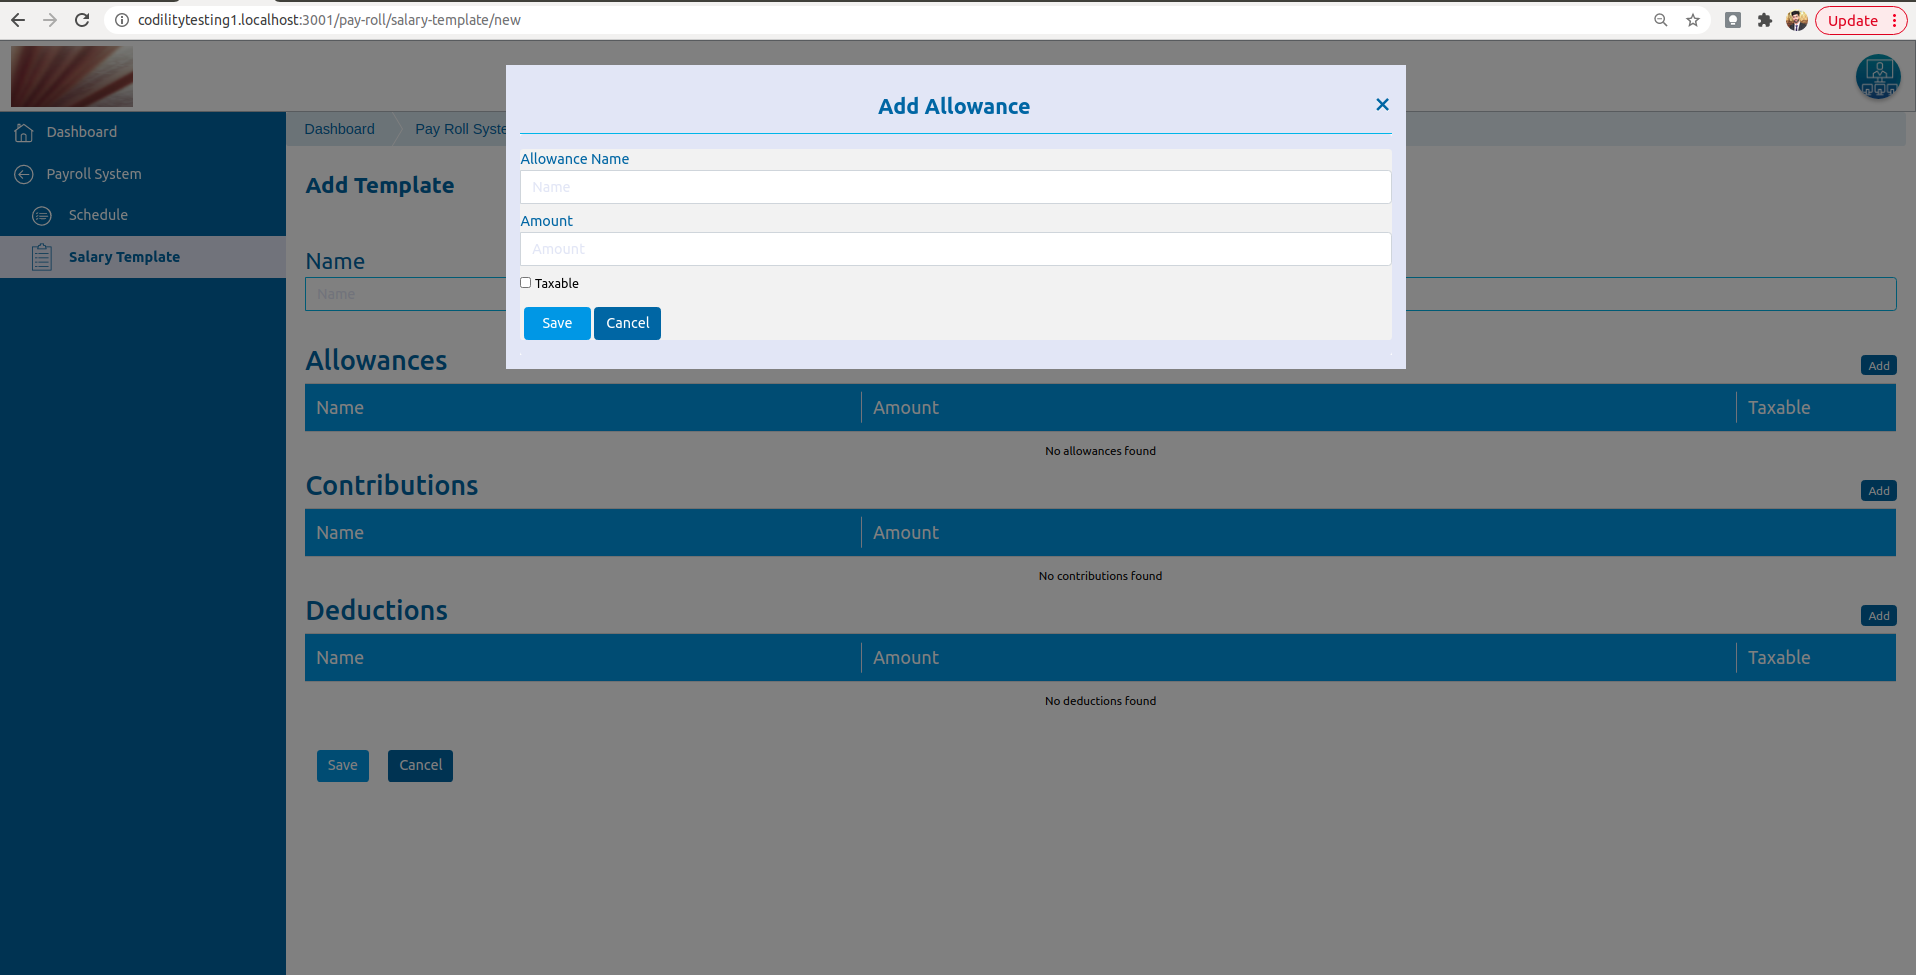 codilitytesting1.localhost:3001/pay-roll/salary-template/new
Update
Add Allowance
×
Allowance Name
Name
Amount
Amount
Taxable
Save Cancel
Dashboard
Payroll System
Schedule
Salary Template
Dashboard Pay Roll Syste
Add Template
Name
Name
Allowances
Add
Name Amount Taxable
No allowances found
Contributions
Add
Name Amount
No contributions found
Deductions
Add
Name Amount Taxable
No deductions found
Save Cancel